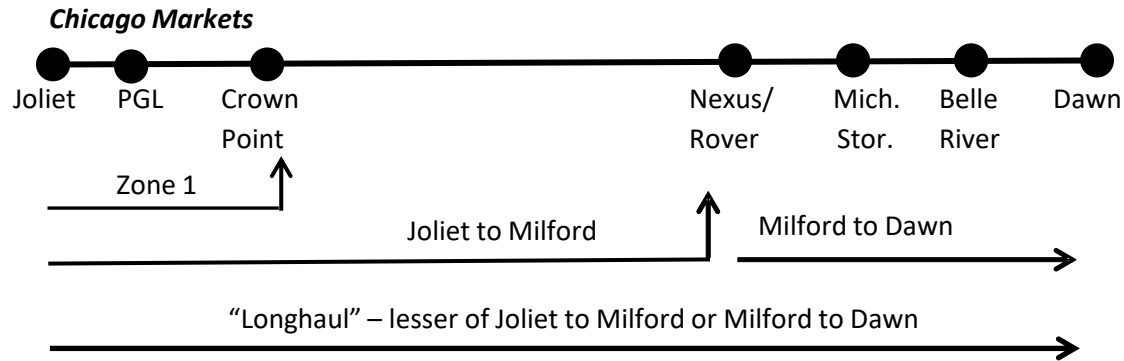 Chicago Markets
Joliet PGL Crown Nexus/ Mich. Belle Dawn
Point Rover Stor. River
Zone 1
Joliet to Milford Milford to Dawn
“Longhaul” – lesser of Joliet to Milford or Milford to Dawn